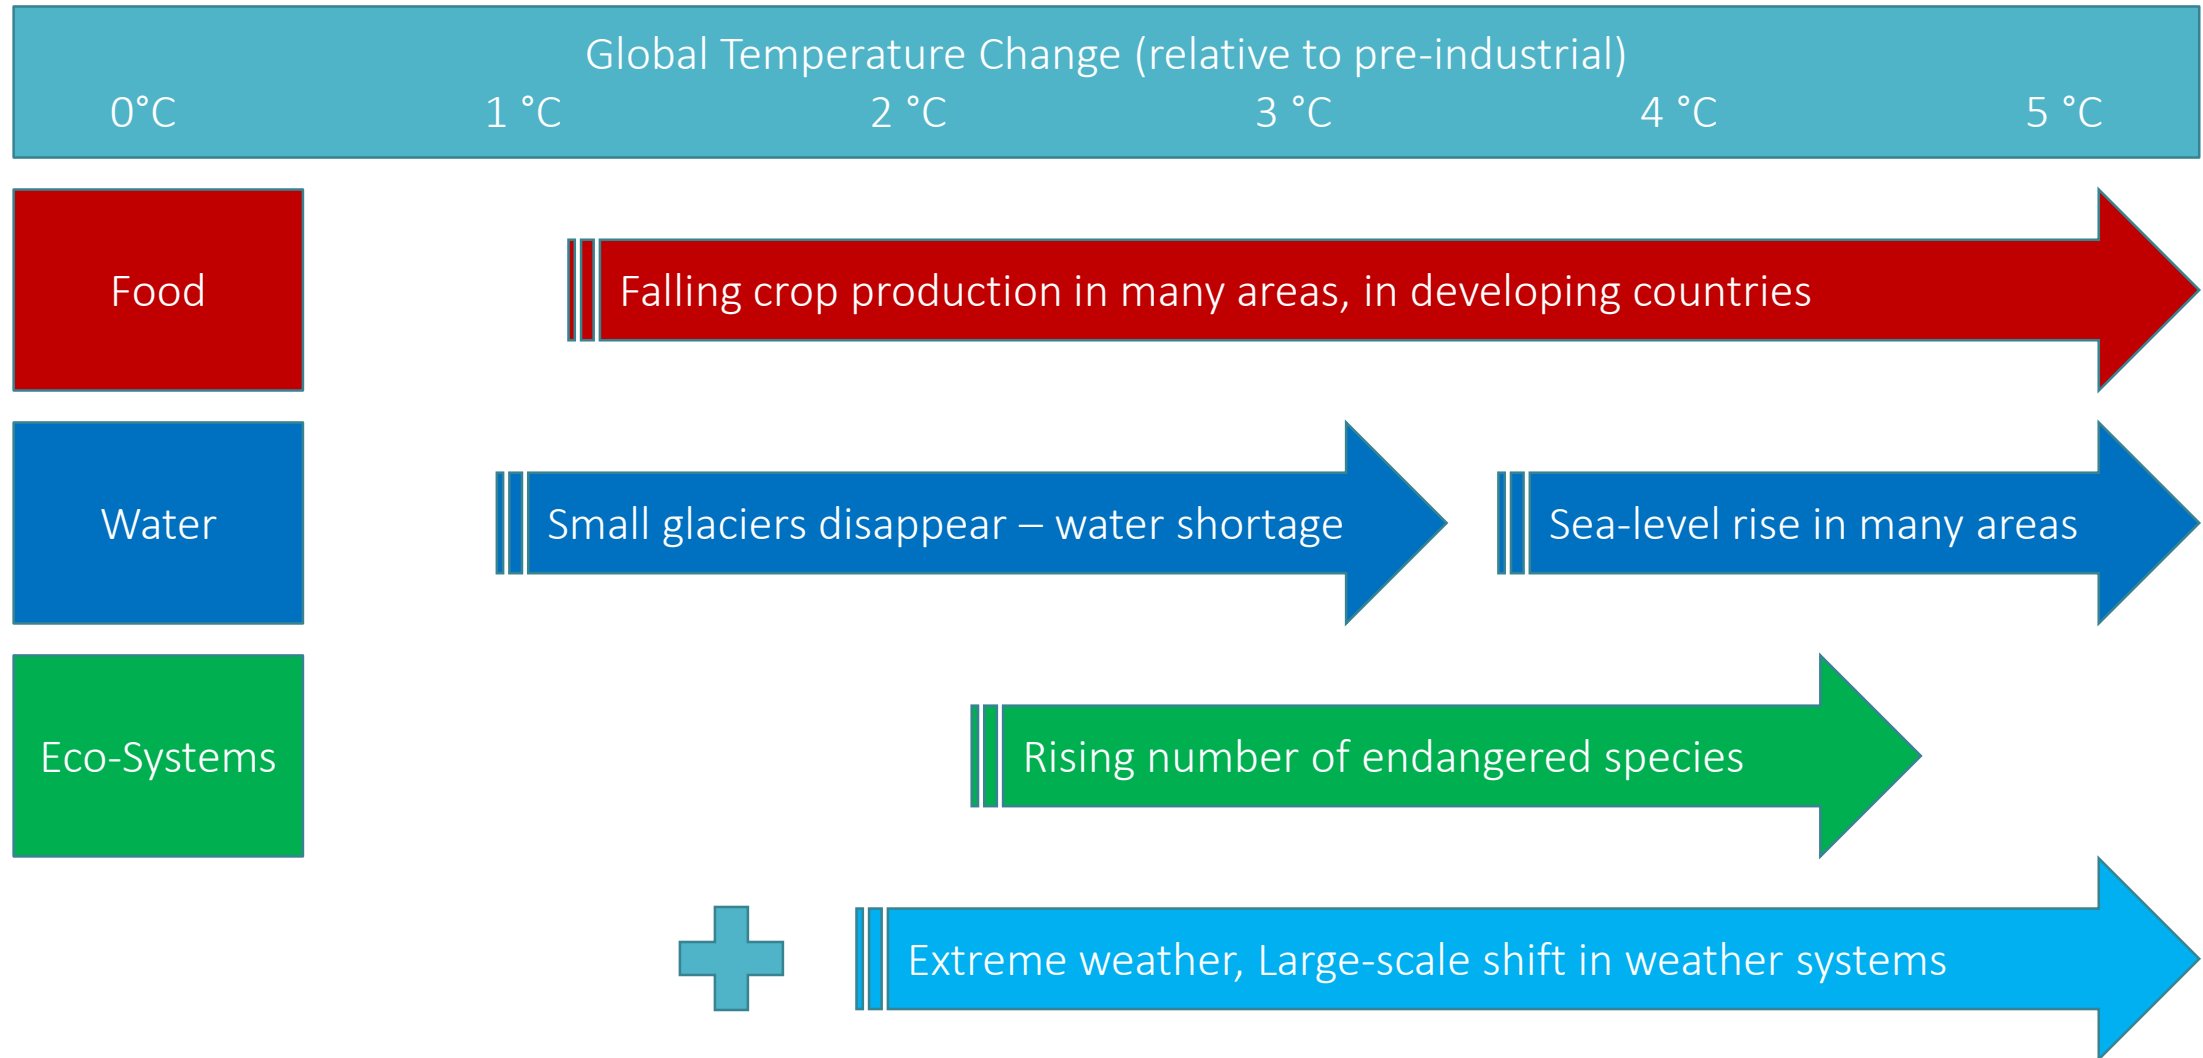 Global Temperature Change (relative to pre-industrial)
0°C 1 °C 2 °C 3 °C 4 °C 5 °C
Food
Falling crop production in many areas, in developing countries
Water
Small glaciers disappear – water shortage
Sea-level rise in many areas
Eco-Systems
Rising number of endangered species
Extreme weather, Large-scale shift in weather systems